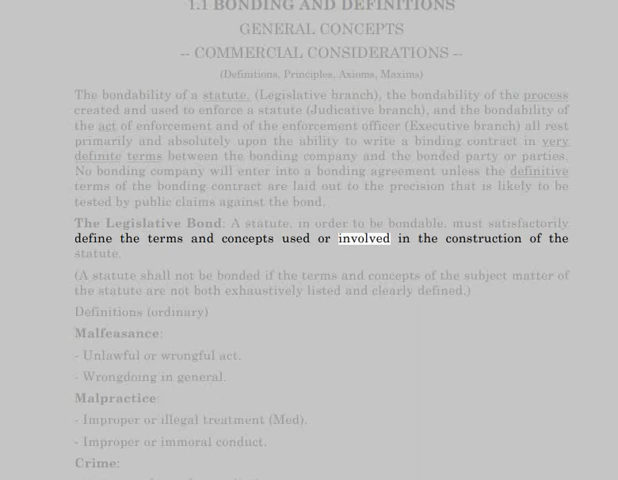 1.1 BONDING AND DEFINITIONS
GENERAL CONCEPTS
-- COMMERCIAL CONSIDERATIONS --
(Definitions, Principles, Axioms, Maxims)
The bondability of a statute, (Legislative branch), the bondability of the process
created and used to enforce a statute (Judicative branch), and the bondability of
the act of enforcement and of the enforcement officer (Executive branch) all rest
primarily and absolutely upon the ability to write a binding contract in very
definite terms between the bonding company and the bonded party or parties.
No bonding company will enter into a bonding agreement unless the definitive
terms of the bonding contract are laid out to the precision that is likely to be
tested by public claims against the bond.
The Legislative Bond: A statute, in order to be bondable, must satisfactorily
define the terms and concepts used or involved in the construction of the
statute.
(A statute shall not be bonded if the terms and concepts of the subject matter of
the statute are not both exhaustively listed and clearly defined.)
Definitions (ordinary)
Malfeasance:
- Unlawful or wrongful act.
- Wrongdoing in general.
Malpractice:
- Improper or illegal treatment (Med).
- Improper or immoral conduct.
Crime: